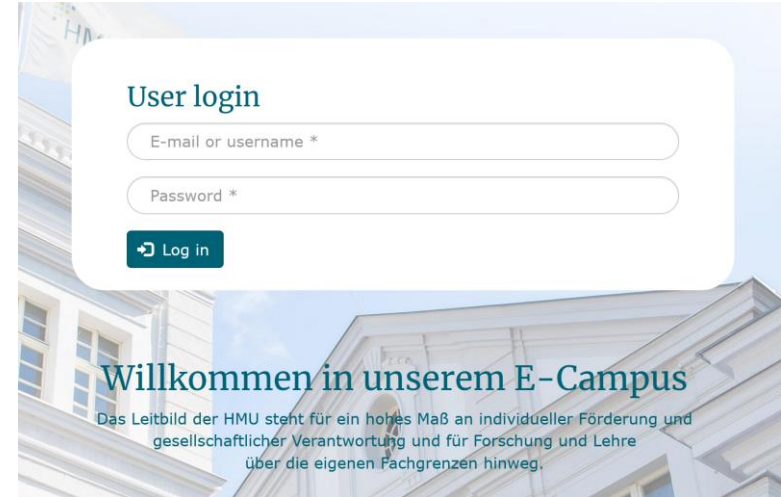 HMU
User login
E-mail or username *
Password *
Log in
Willkommen in unserem E-Campus
Das Leitbild der HMU steht für ein hohes Maß an individueller Förderung und
gesellschaftlicher Verantwortung und für Forschung und Lehre
über die eigenen Fachgrenzen hinweg.